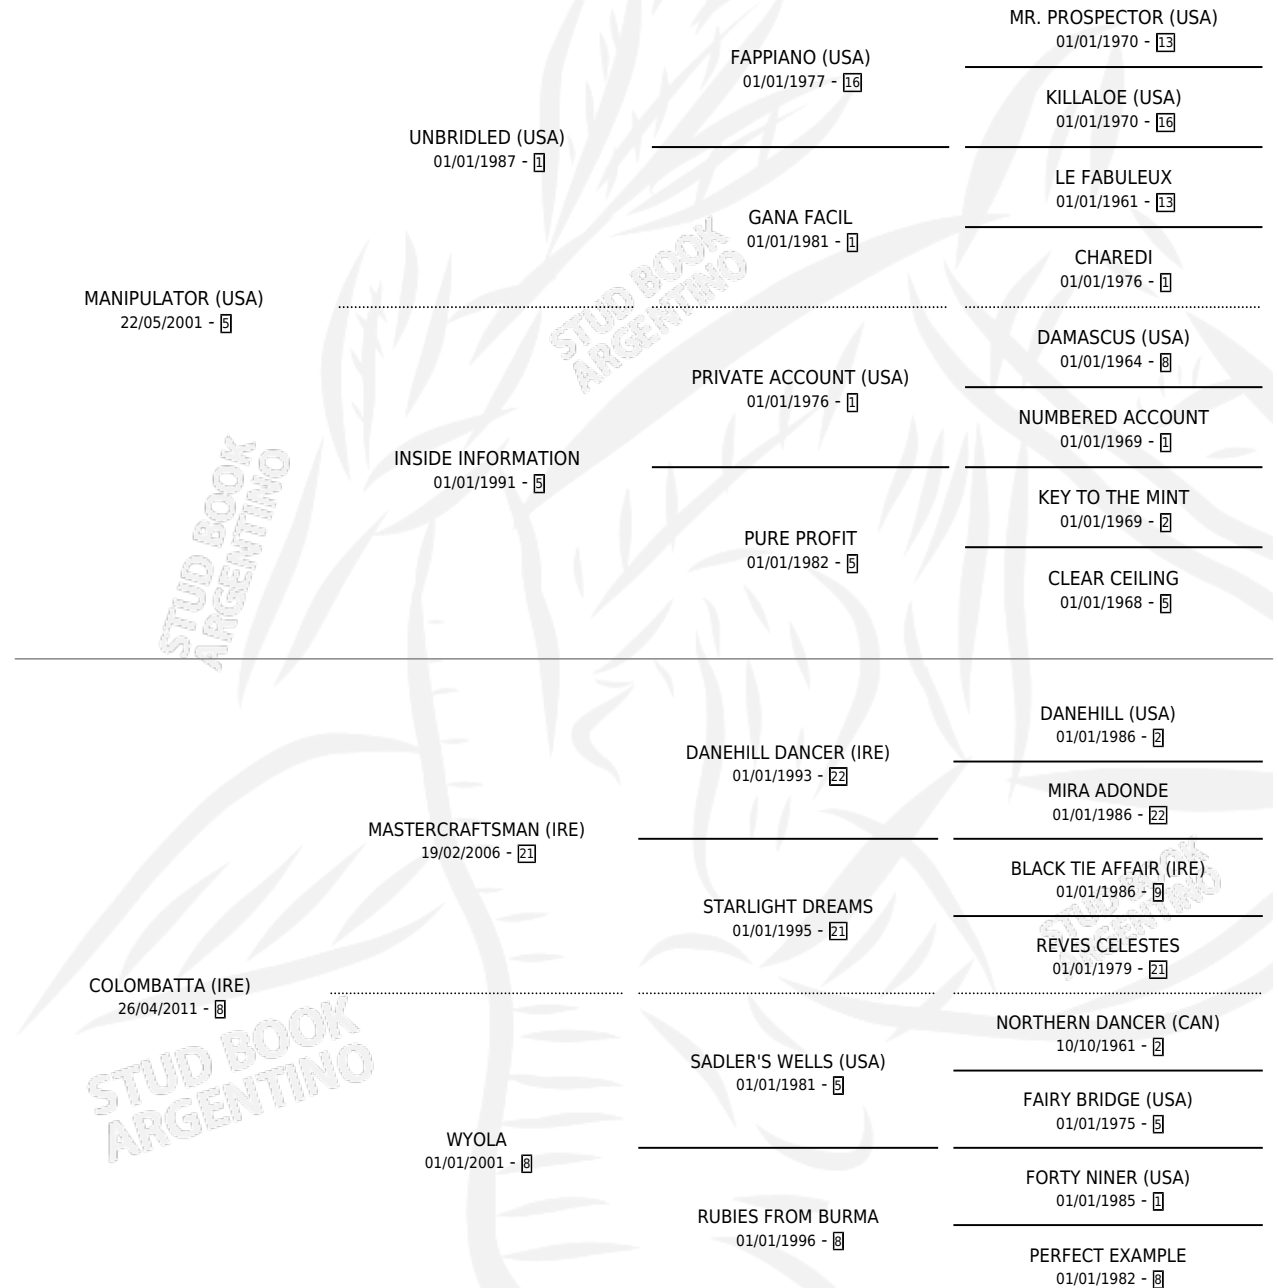 MR. PROSPECTOR (USA)
01/01/1970 - 13
FAPPIANO (USA)
01/01/1977 - 16
KILLALOE (USA)
01/01/1970 - 16
UNBRIDLED (USA)
01/01/1987 - 1
LE FABULEUX
01/01/1961 - 13
GANA FACIL
01/01/1981 - 1
CHAREDI
01/01/1976 - 1
MANIPULATOR (USA)
22/05/2001 - 5
DAMASCUS (USA)
01/01/1964 - 8
PRIVATE ACCOUNT (USA)
01/01/1976 - 1
NUMBERED ACCOUNT
01/01/1969 - 1
INSIDE INFORMATION
01/01/1991 - 5
KEY TO THE MINT
01/01/1969 - 2
PURE PROFIT
01/01/1982 - 5
CLEAR CEILING
01/01/1968 - 5
STUD BOOK
ARGENTINO
STUD BOOK
ARGENTINO
DANEHILL (USA)
01/01/1986 - 2
DANEHILL DANCER (IRE)
01/01/1993 - 22
MIRA ADONDE
01/01/1986 - 22
MASTERCRAFTSMAN (IRE)
19/02/2006 - 21
BLACK TIE AFFAIR (IRE)
01/01/1986 - 9
STARLIGHT DREAMS
01/01/1995 - 21
REVES CELESTES
01/01/1979 - 21
COLOMBATTA (IRE)
26/04/2011 - 8
NORTHERN DANCER (CAN)
10/10/1961 - 2
SADLER'S WELLS (USA)
01/01/1981 - 5
FAIRY BRIDGE (USA)
01/01/1975 - 5
WYOLA
01/01/2001 - 8
FORTY NINER (USA)
01/01/1985 - 1
RUBIES FROM BURMA
01/01/1996 - 8
PERFECT EXAMPLE
01/01/1982 - 8
STUD BOOK
ARGENTINO
STUD BOOK
ARGENTINO